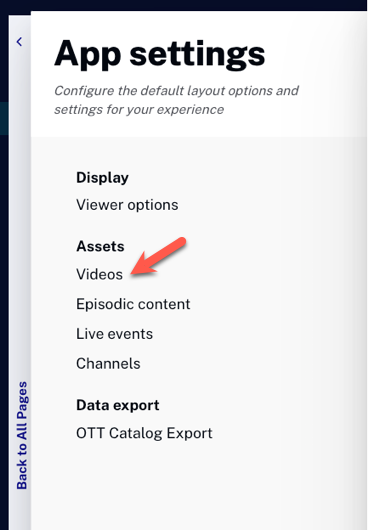 App settings
Configure the default layout options and
settings for your experience
Display
Viewer options
Assets
Videos
Episodic content
Live events
Channels
Data export
OTT Catalog Export
Back to All Pages